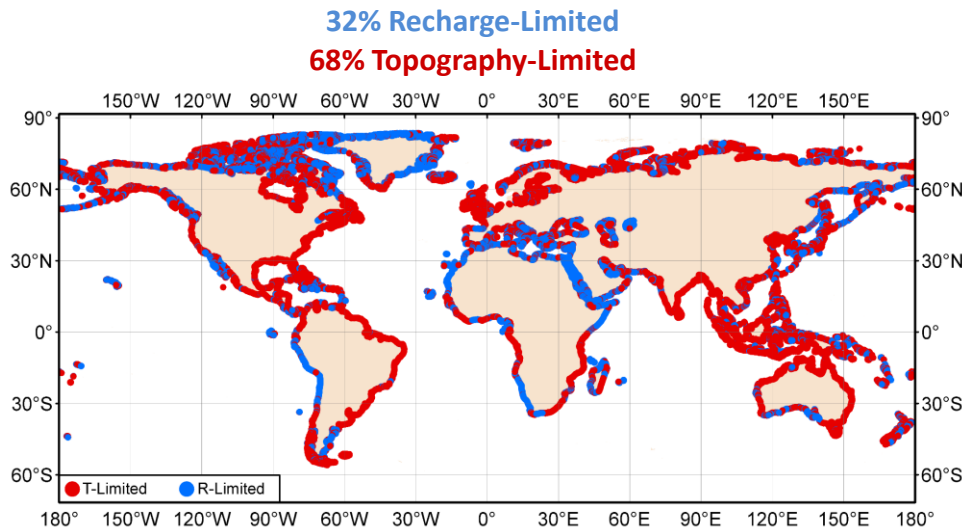 32% Recharge-Limited
68% Topography-Limited
150°W 120°W 90°W 60°W 30°W 0° 30°E 60°E 90°E 120°E 150°E
90° 90°
60°N 60°N
30°N 30°N
0° 0°
30°S 30°S
60°S 60°S
T-Limited R-Limited
180° 150°W 120°W 90°W 60°W 30°W 0° 30°E 60°E 90°E 120°E 150°E 180°